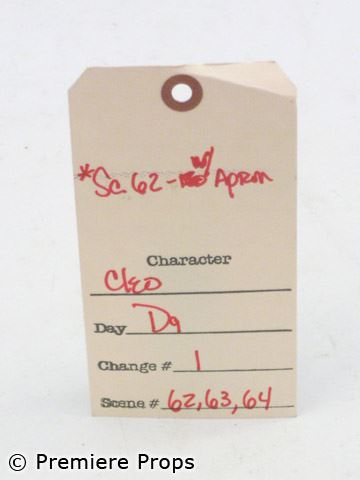 *Sc. 62 - w/ Apron
Character
Cleo
Day D9
Change # 1
Scene # 62, 63, 64
© Premiere Props